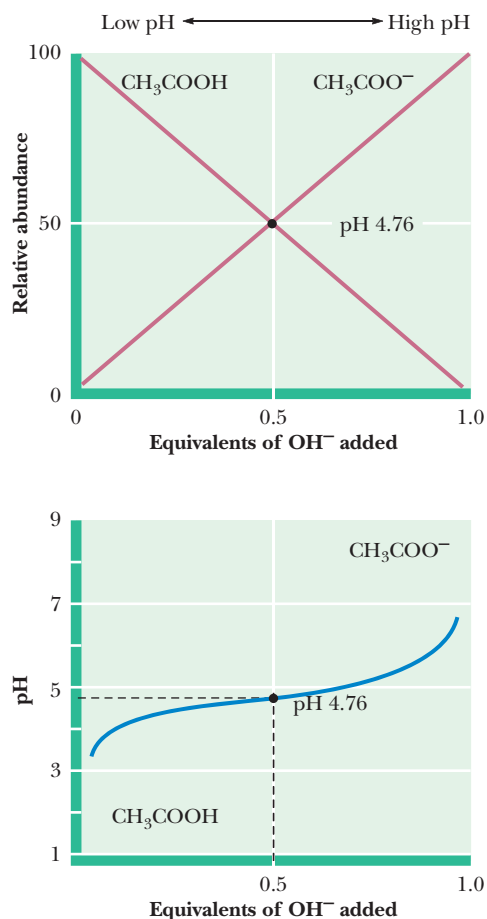 Low pH High pH
100
CH₃COOH CH₃COO⁻
Relative abundance
50
pH 4.76
0
0 0.5 1.0
Equivalents of OH⁻ added
9
CH₃COO⁻
7
pH
5
pH 4.76
3
CH₃COOH
1
0.5 1.0
Equivalents of OH⁻ added